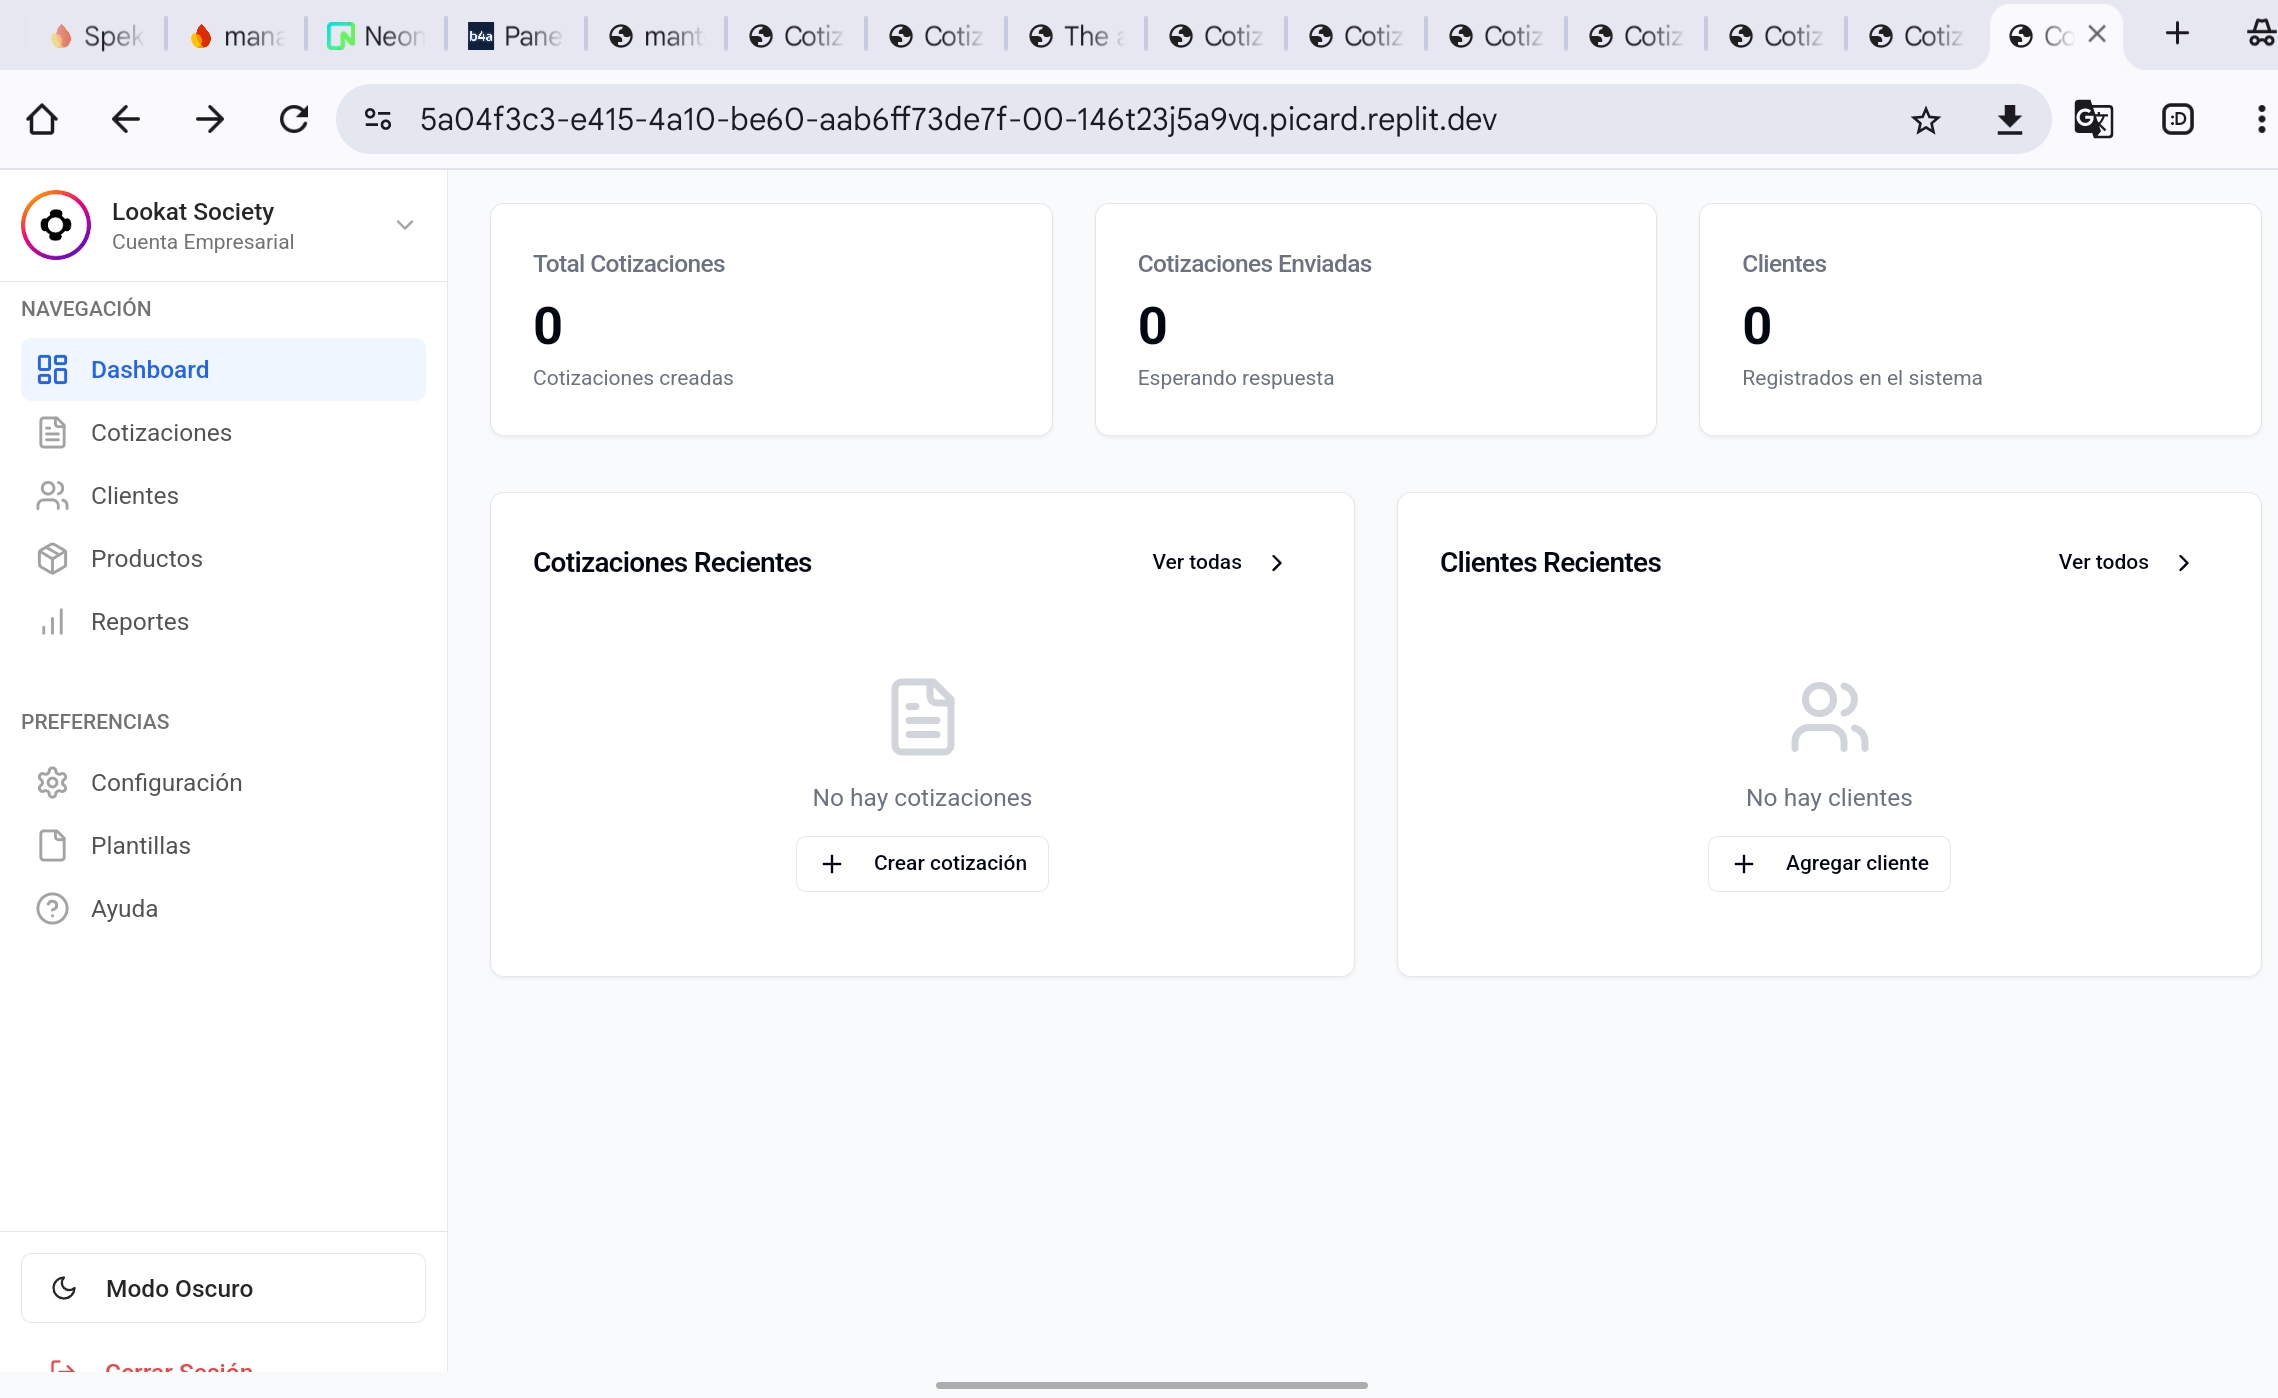 Spek
mana
Neon
b4a Pane
mant
Cotiz
Cotiz
The a
Cotiz
Cotiz
Cotiz
Cotiz
Cotiz
Cotiz
Co
5a04f3c3-e415-4a10-be60-aab6ff73de7f-00-146t23j5a9vq.picard.replit.dev
:D
Lookat Society
Cuenta Empresarial
NAVEGACIÓN
Dashboard
Cotizaciones
Clientes
Productos
Reportes
PREFERENCIAS
Configuración
Plantillas
Ayuda
Modo Oscuro
Cerrar Sesión
Total Cotizaciones
0
Cotizaciones creadas
Cotizaciones Enviadas
0
Esperando respuesta
Clientes
0
Registrados en el sistema
Cotizaciones Recientes
Ver todas
No hay cotizaciones
Crear cotización
Clientes Recientes
Ver todos
No hay clientes
Agregar cliente